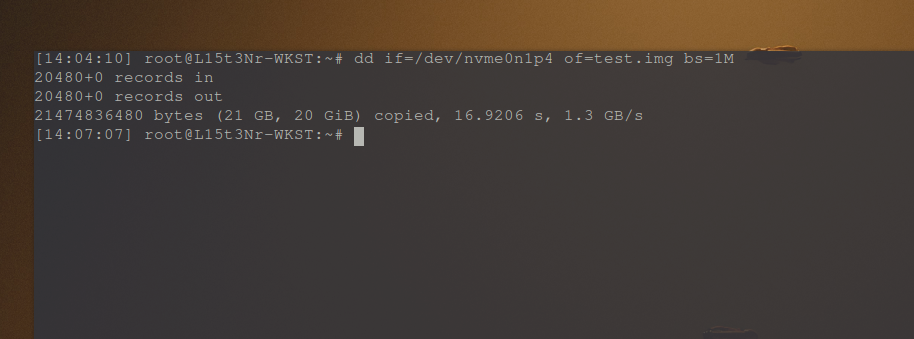 [14:04:10] root@L15t3Nr-WKST:~# dd if=/dev/nvme0n1p4 of=test.img bs=1M
20480+0 records in
20480+0 records out
21474836480 bytes (21 GB, 20 GiB) copied, 16.9206 s, 1.3 GB/s
[14:07:07] root@L15t3Nr-WKST:~#